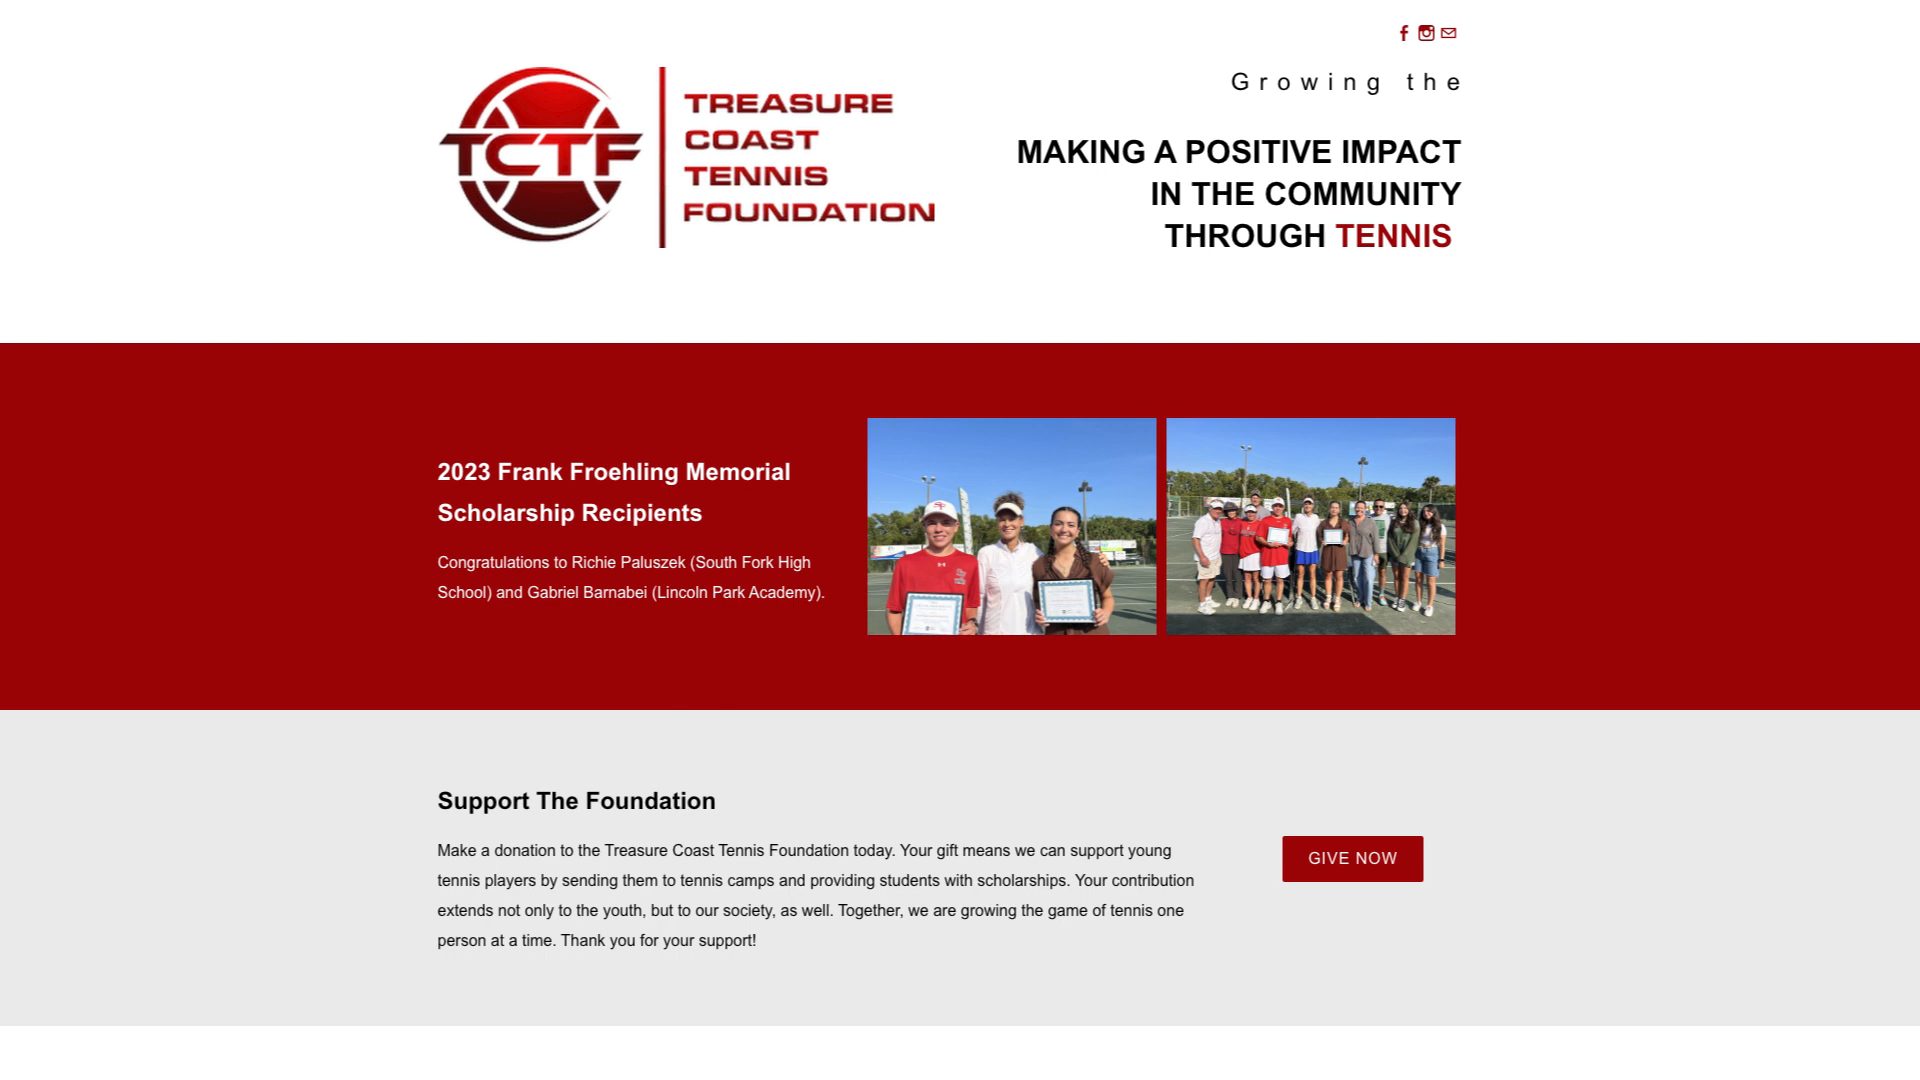 Growing the
TCTF
TREASURE
COAST
TENNIS
FOUNDATION
MAKING A POSITIVE IMPACT
IN THE COMMUNITY
THROUGH TENNIS
2023 Frank Froehling Memorial
Scholarship Recipients
Congratulations to Richie Paluszek (South Fork High
School) and Gabriel Barnabei (Lincoln Park Academy).
Support The Foundation
Make a donation to the Treasure Coast Tennis Foundation today. Your gift means we can support young
tennis players by sending them to tennis camps and providing students with scholarships. Your contribution
extends not only to the youth, but to our society, as well. Together, we are growing the game of tennis one
person at a time. Thank you for your support!
GIVE NOW